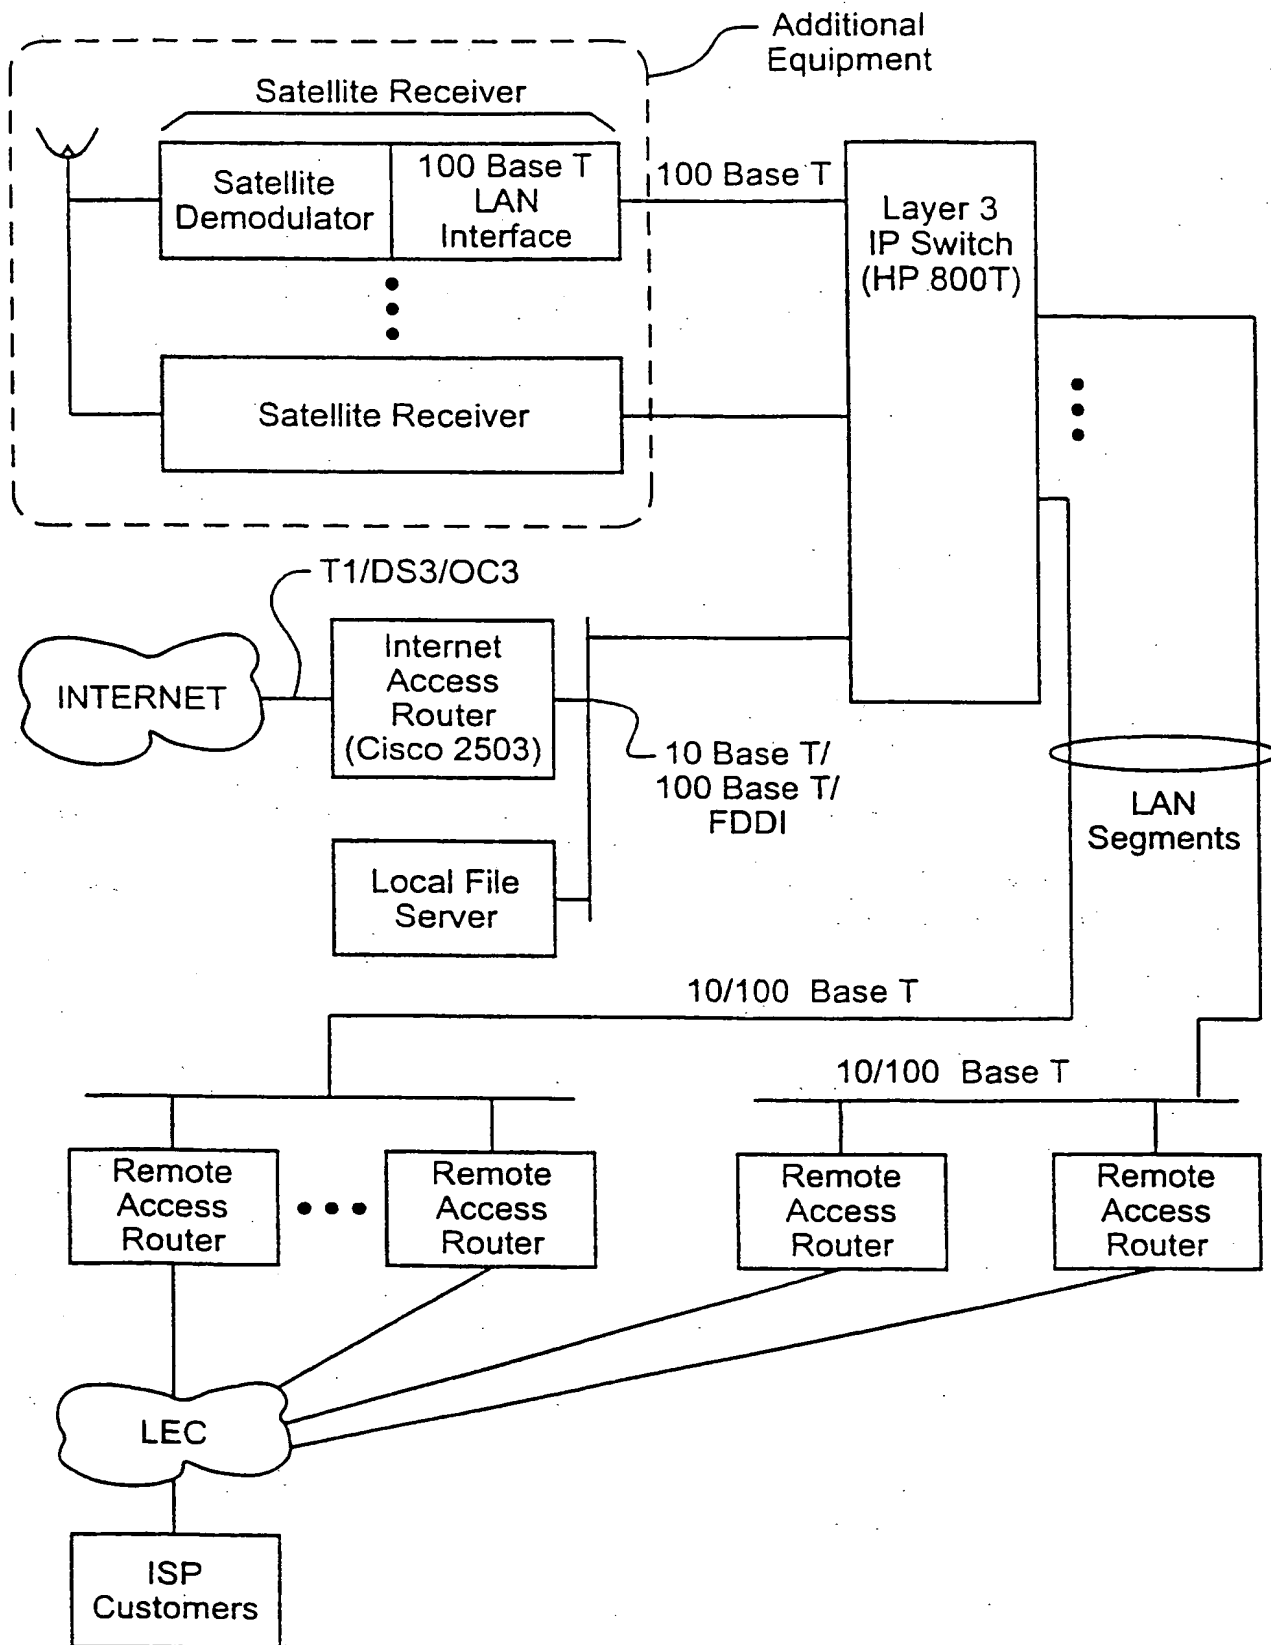 Additional
Equipment
Satellite Receiver
Satellite
Demodulator
100 Base T
LAN
Interface
100 Base T
Layer 3
IP Switch
(HP 800T)
Satellite Receiver
T1/DS3/OC3
INTERNET
Internet
Access
Router
(Cisco 2503)
10 Base T/
100 Base T/
FDDI
LAN
Segments
Local File
Server
10/100 Base T
10/100 Base T
Remote
Access
Router
Remote
Access
Router
Remote
Access
Router
Remote
Access
Router
LEC
ISP
Customers